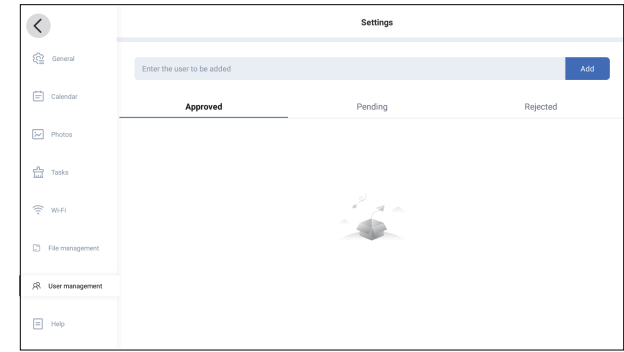 Settings
General
Calendar
Photos
Tasks
Wi-Fi
File management
User management
Help
Enter the user to be added
Add
Approved
Pending
Rejected